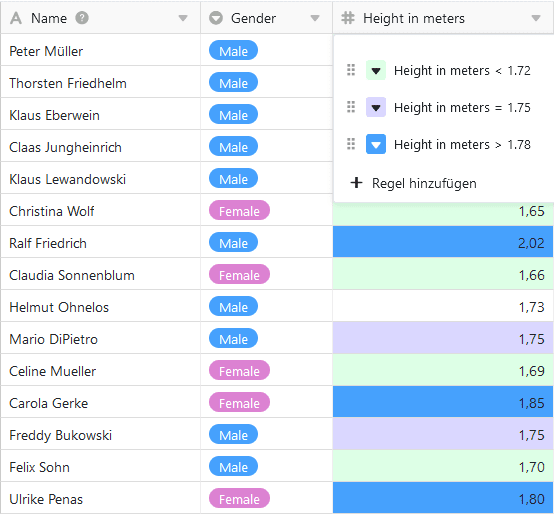 A Name ? Gender # Height in meters
Peter Müller Male
Height in meters < 1.72
Thorsten Friedhelm Male
Klaus Eberwein Male
Height in meters = 1.75
Claas Jungheinrich Male
Height in meters > 1.78
Klaus Lewandowski Male
+ Regel hinzufügen
Christina Wolf Female 1,65
Ralf Friedrich Male 2,02
Claudia Sonnenblum Female 1,66
Helmut Ohnelos Male 1,73
Mario DiPietro Male 1,75
Celine Mueller Female 1,69
Carola Gerke Female 1,85
Freddy Bukowski Male 1,75
Felix Sohn Male 1,70
Ulrike Penas Female 1,80